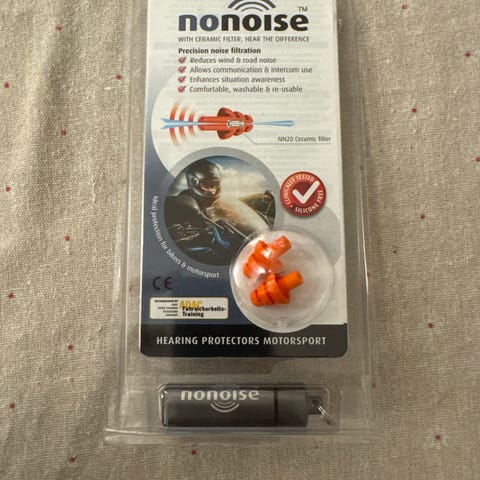 nonoise™
WITH CERAMIC FILTER, HEAR THE DIFFERENCE
Precision noise filtration
Reduces wind & road noise
Allows communication & intercom use
Enhances situation awareness
Comfortable, washable & re-usable
NN20 Ceramic filter
CLINICALLY TESTED
SILICONE FREE
Ideal protection for bikers & motorsport
CE
ADAC
Fahrsicherheits-
Training
HEARING PROTECTORS MOTORSPORT
nonoise